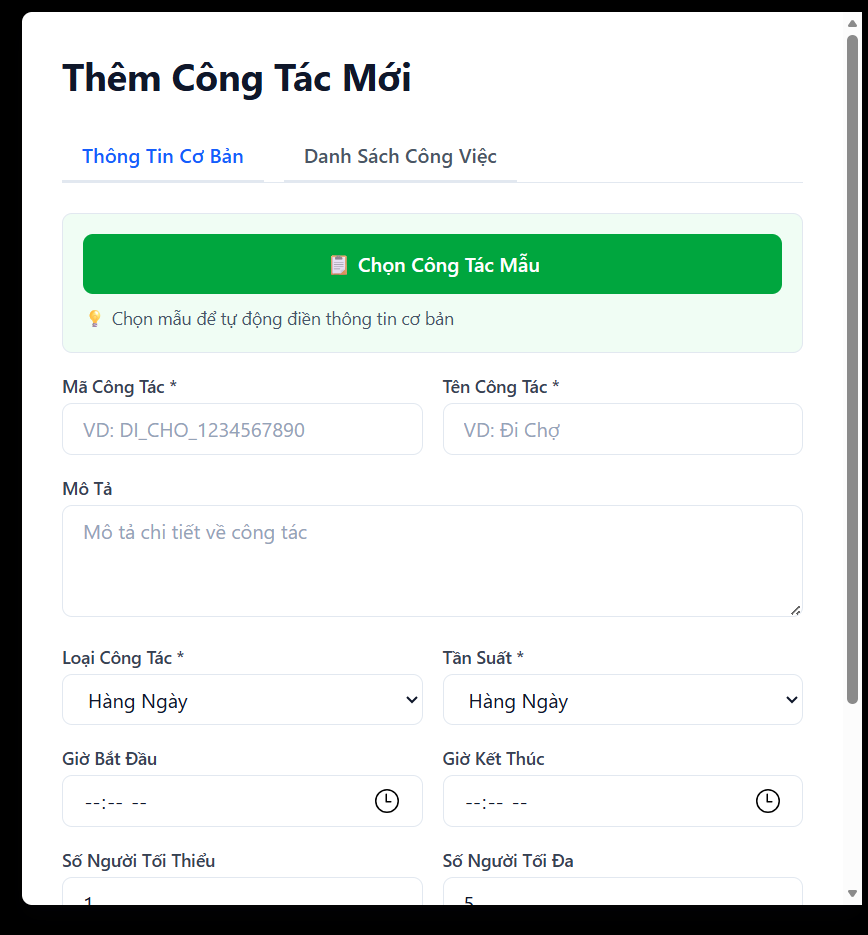 Thêm Công Tác Mới
Thông Tin Cơ Bản
Danh Sách Công Việc
📋 Chọn Công Tác Mẫu
💡 Chọn mẫu để tự động điền thông tin cơ bản
Mã Công Tác *
Tên Công Tác *
VD: DI_CHO_1234567890
VD: Đi Chợ
Mô Tả
Mô tả chi tiết về công tác
Loại Công Tác *
Tần Suất *
Hàng Ngày
Hàng Ngày
Giờ Bắt Đầu
Giờ Kết Thúc
--:-- --
--:-- --
Số Người Tối Thiểu
Số Người Tối Đa
1
5